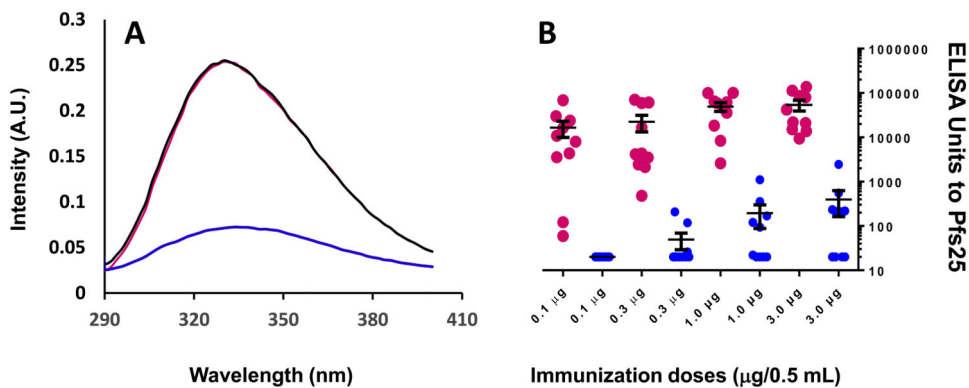 A
0.3
0.25
0.2
0.15
0.1
0.05
0
Intensity (A.U.)
290
320
350
380
410
Wavelength (nm)
B
1000000
100000
10000
1000
100
10
ELISA Units to Pfs25
0.1 µg
0.1 µg
0.3 µg
0.3 µg
1.0 µg
1.0 µg
3.0 µg
3.0 µg
Immunization doses (µg/0.5 mL)